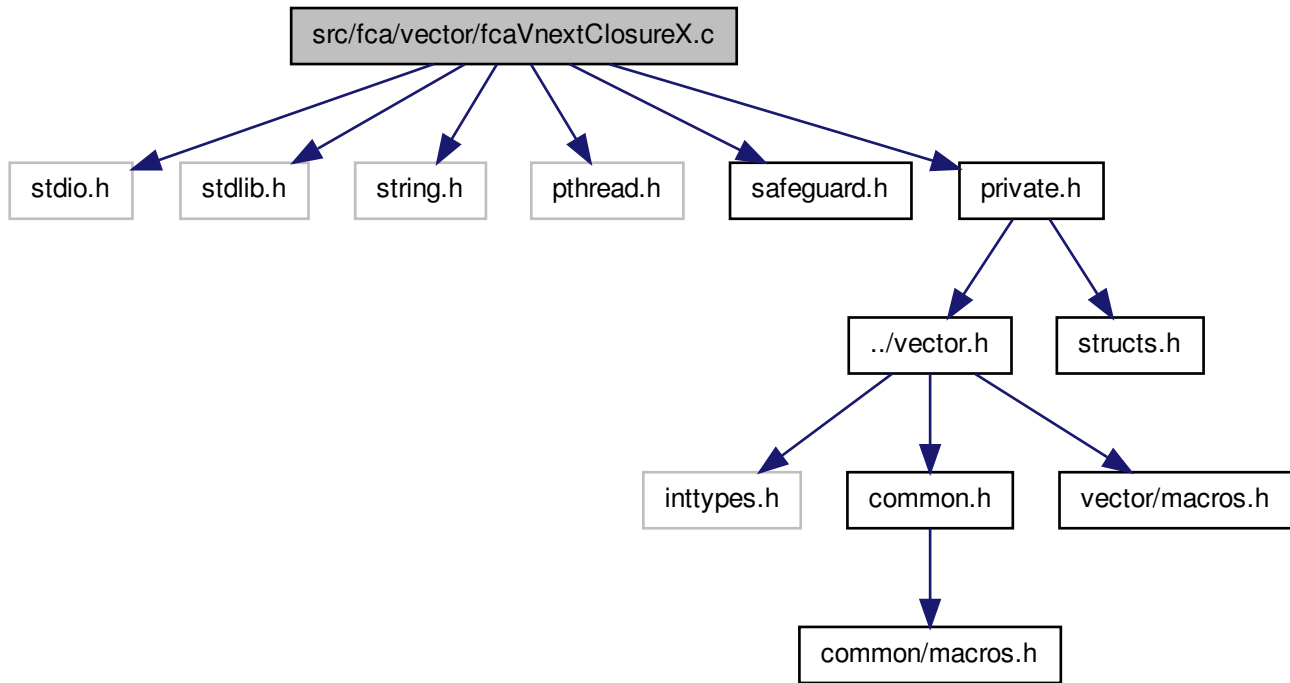 src/fca/vector/fcaVnextClosureX.c
stdio.h
stdlib.h
string.h
pthread.h
safeguard.h
private.h
../vector.h
structs.h
inttypes.h
common.h
vector/macros.h
common/macros.h